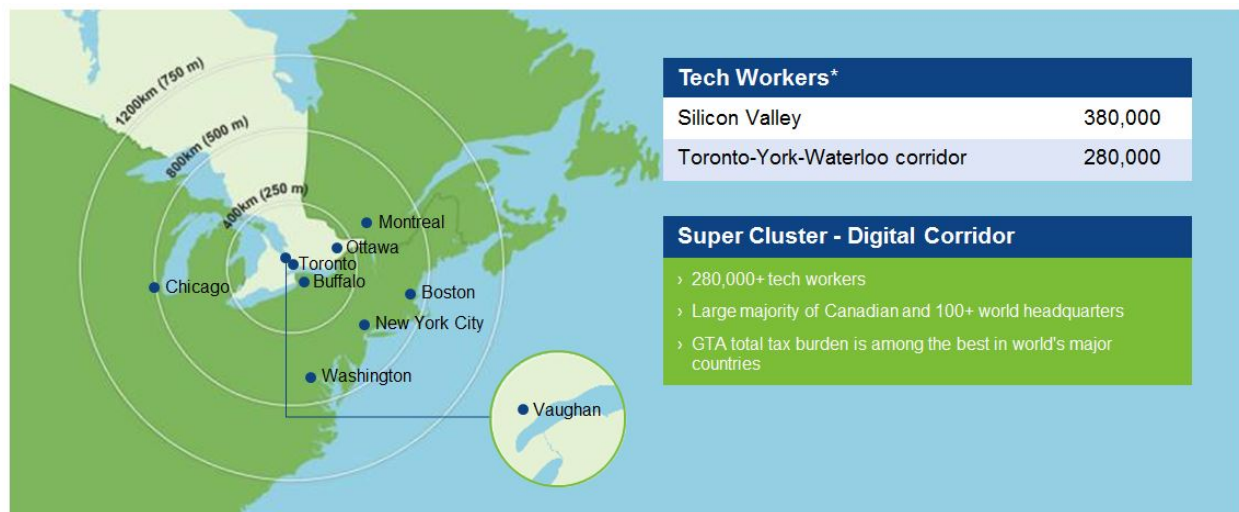 1200km (750 m)
800km (500 m)
400km (250 m)
Montreal
Ottawa
Toronto
Buffalo
Chicago
Boston
New York City
Washington
Vaughan
Tech Workers*
Silicon Valley 380,000
Toronto-York-Waterloo corridor 280,000
Super Cluster - Digital Corridor
› 280,000+ tech workers
› Large majority of Canadian and 100+ world headquarters
› GTA total tax burden is among the best in world's major
countries